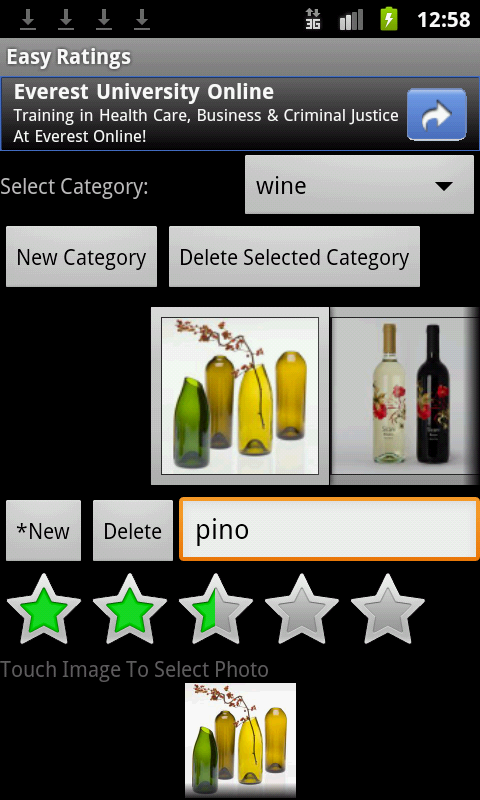 3G 12:58
Easy Ratings
Everest University Online
Training in Health Care, Business & Criminal Justice
At Everest Online!
Select Category:
wine
New Category
Delete Selected Category
*New
Delete
pino
Touch Image To Select Photo